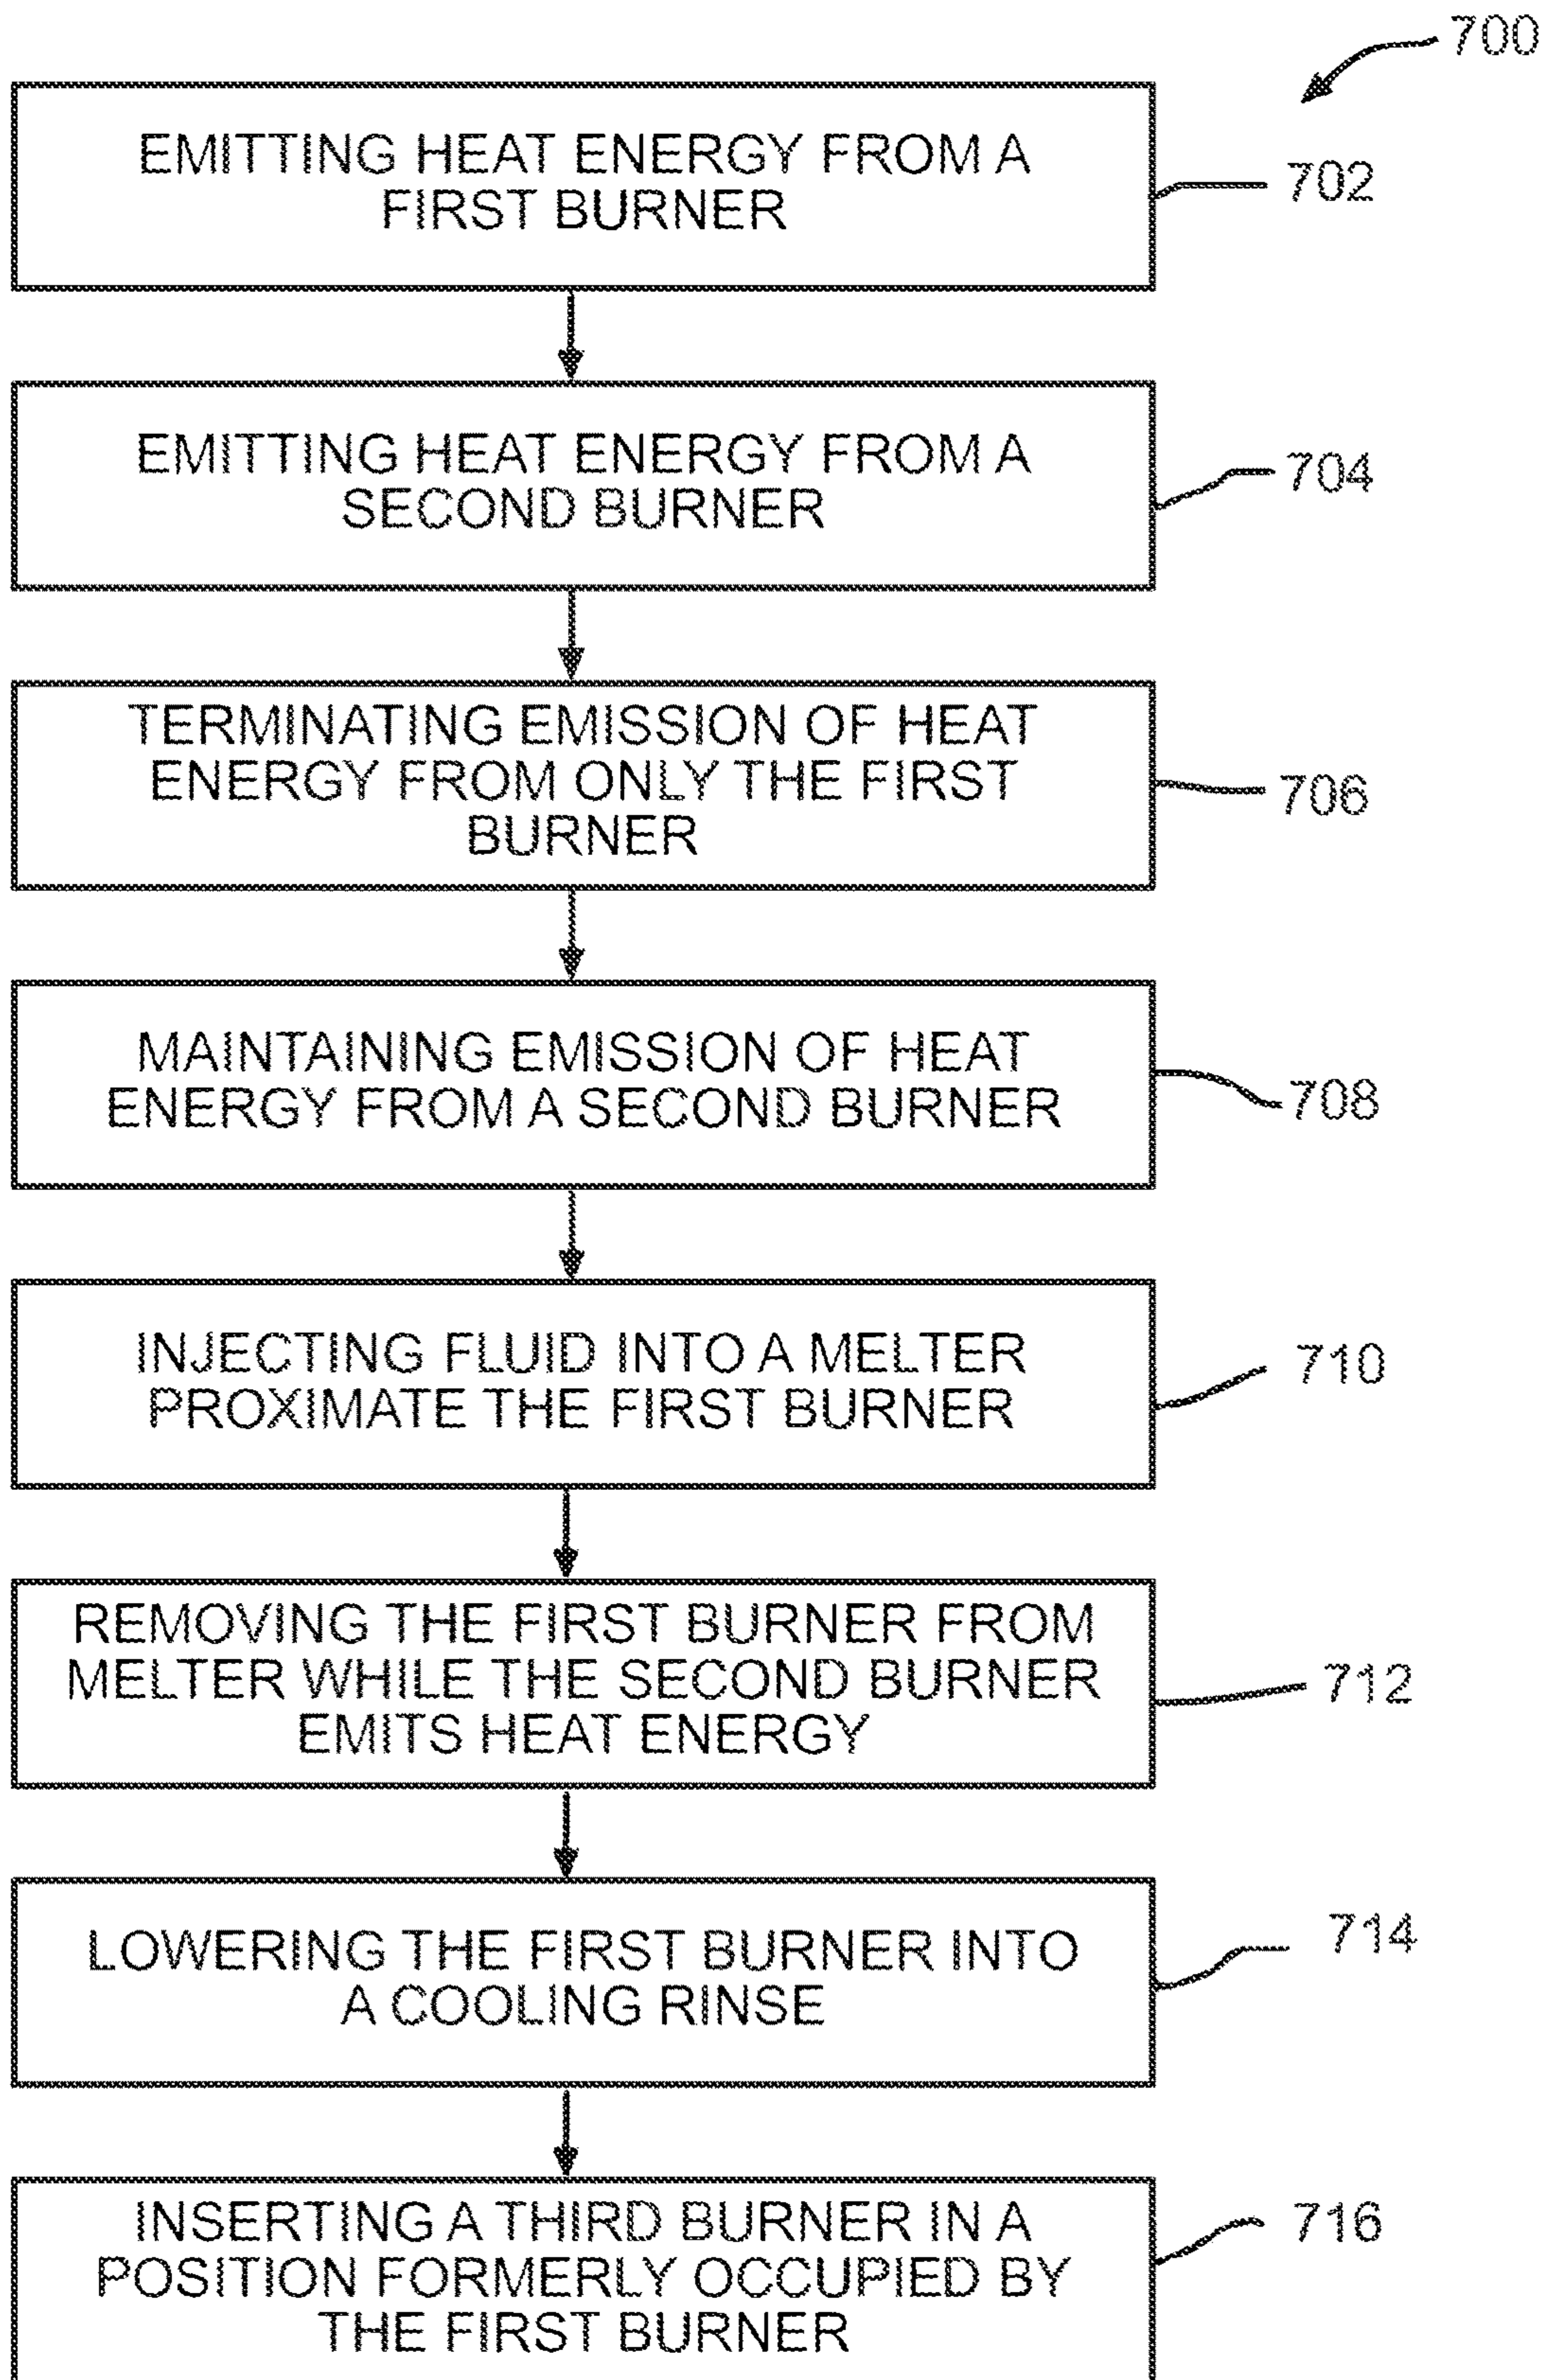 700
EMITTING HEAT ENERGY FROM A
FIRST BURNER
702
EMITTING HEAT ENERGY FROM A
SECOND BURNER
704
TERMINATING EMISSION OF HEAT
ENERGY FROM ONLY THE FIRST
BURNER
706
MAINTAINING EMISSION OF HEAT
ENERGY FROM A SECOND BURNER
708
INJECTING FLUID INTO A MELTER
PROXIMATE THE FIRST BURNER
710
REMOVING THE FIRST BURNER FROM
MELTER WHILE THE SECOND BURNER
EMITS HEAT ENERGY
712
LOWERING THE FIRST BURNER INTO
A COOLING RINSE
714
INSERTING A THIRD BURNER IN A
POSITION FORMERLY OCCUPIED BY
THE FIRST BURNER
716